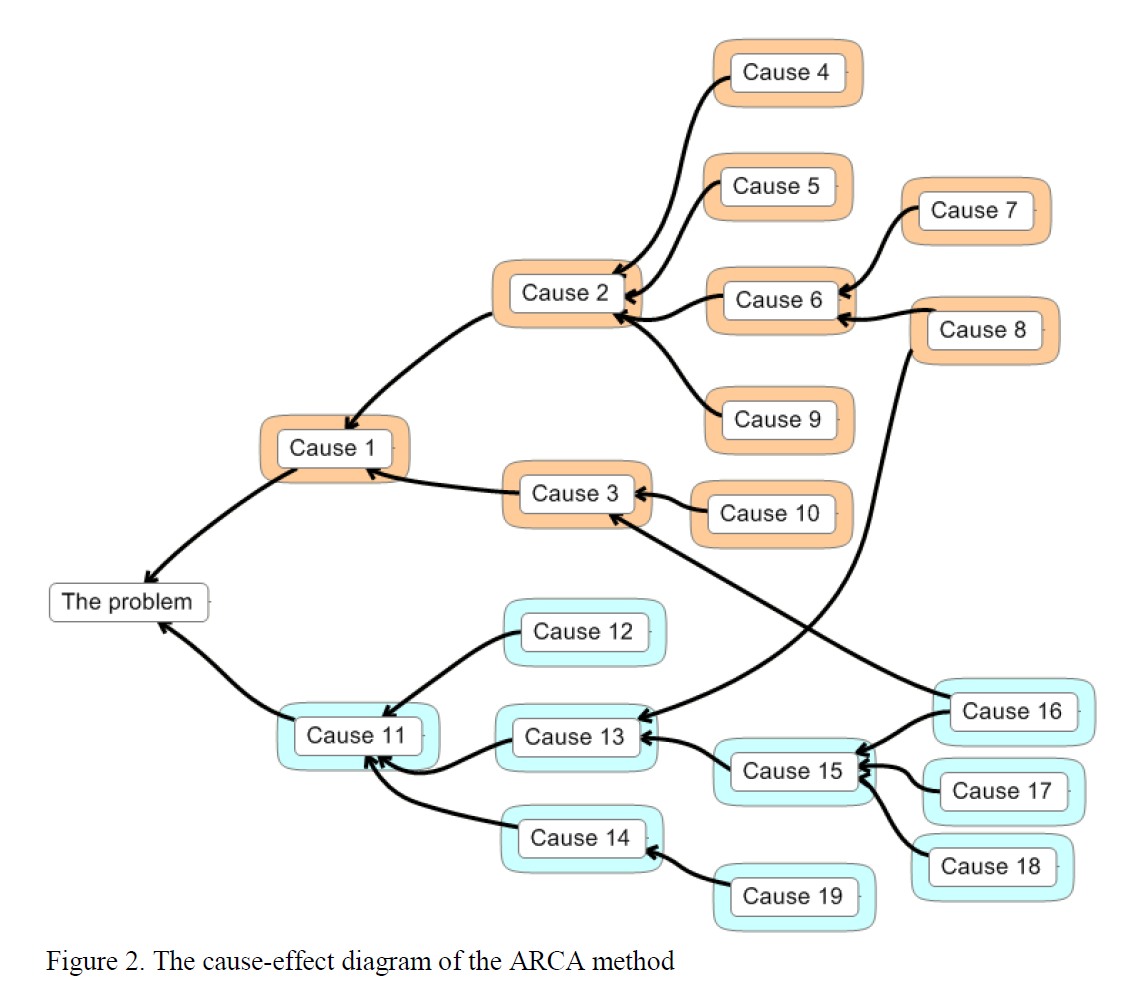 Cause 4
Cause 5
Cause 7
Cause 2
Cause 6
Cause 8
Cause 9
Cause 1
Cause 3
Cause 10
The problem
Cause 12
Cause 16
Cause 11
Cause 13
Cause 15
Cause 17
Cause 14
Cause 18
Cause 19
Figure 2. The cause-effect diagram of the ARCA method